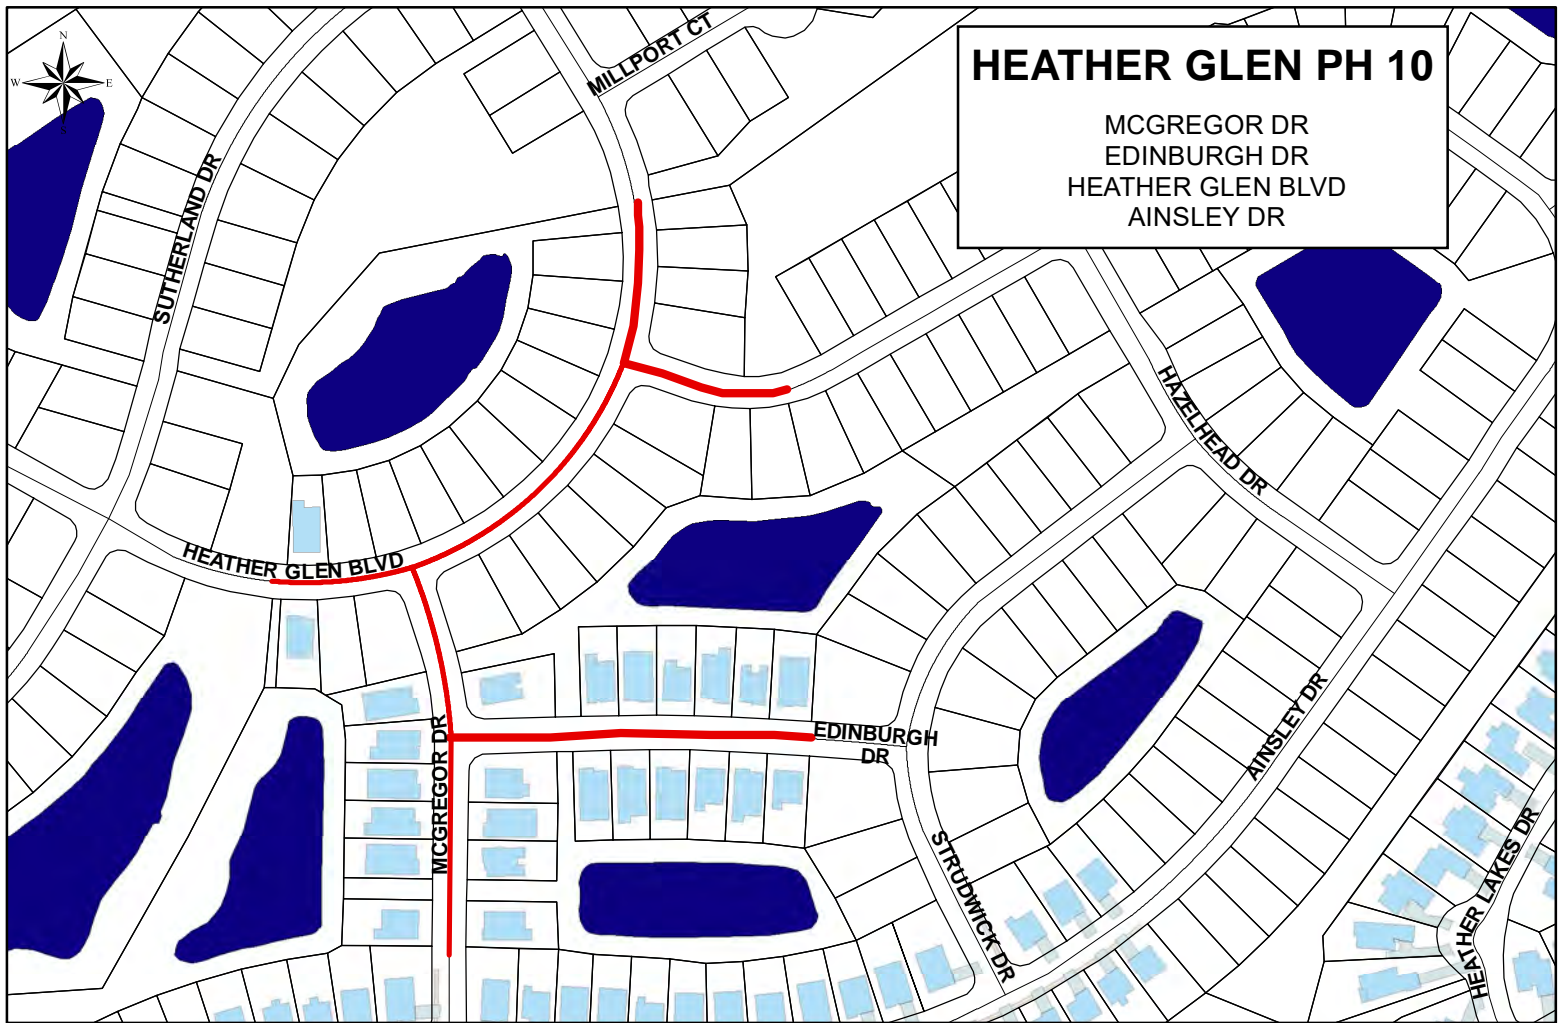 N
W
E
S
MILLPORT CT
HEATHER GLEN PH 10
MCGREGOR DR
EDINBURGH DR
HEATHER GLEN BLVD
AINSLEY DR
SUTHERLAND DR
HAZELHEAD DR
HEATHER GLEN BLVD
AINSLEY DR
MCGREGOR DR
EDINBURGH
DR
STRUDWICK DR
HEATHER LAKES DR